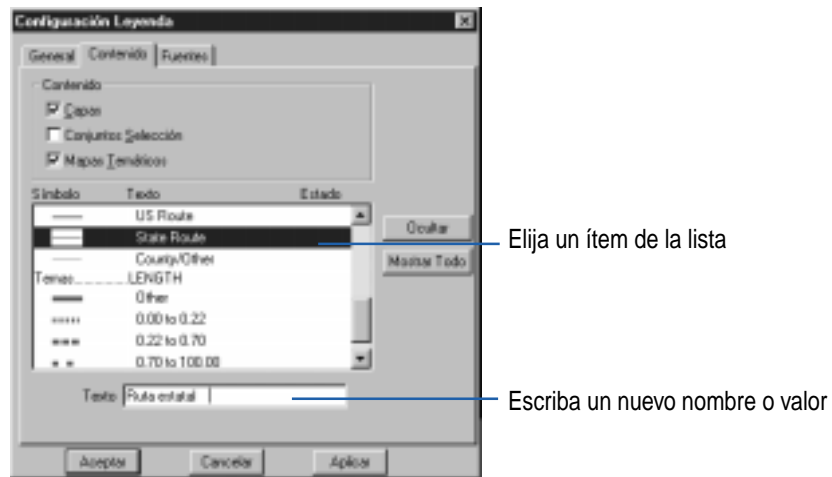 Configuración Leyenda
General Contenido Fuentes
Contenido
Capas
Conjuntos Selección
Mapas Temáticos
Símbolo Texto Estado
US Route
State Route
County/Other
Temas LENGTH
Other
0.00 to 0.22
0.22 to 0.70
0.70 to 100.00
Ocultar
Mostrar Todo
Elija un ítem de la lista
Texto Ruta estatal
Escriba un nuevo nombre o valor
Aceptar Cancelar Aplicar